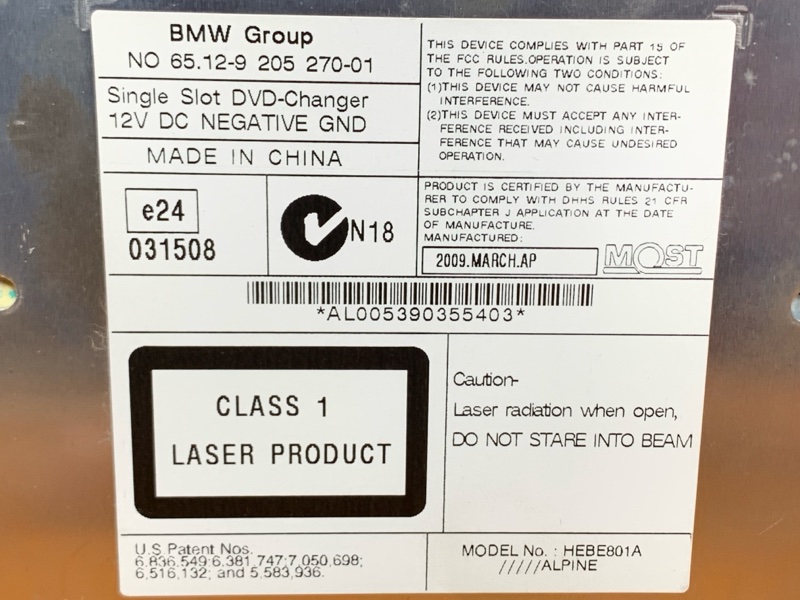 BMW Group
NO 65.12-9 205 270-01
Single Slot DVD-Changer
12V DC NEGATIVE GND
MADE IN CHINA
THIS DEVICE COMPLIES WITH PART 15 OF
THE FCC RULES.OPERATION IS SUBJECT
TO THE FOLLOWING TWO CONDITIONS:
(1)THIS DEVICE MAY NOT CAUSE HARMFUL
INTERFERENCE.
(2)THIS DEVICE MUST ACCEPT ANY INTER-
FERENCE RECEIVED INCLUDING INTER-
FERENCE THAT MAY CAUSE UNDESIRED
OPERATION.
e24
031508
N18
PRODUCT IS CERTIFIED BY THE MANUFACTU-
RER TO COMPLY WITH DHHS RULES 21 CFR
SUBCHAPTER J APPLICATION AT THE DATE
OF MANUFACTURE.
MANUFACTURED:
2009.MARCH.AP
MOST
*AL005390355403*
CLASS 1
LASER PRODUCT
Caution-
Laser radiation when open,
DO NOT STARE INTO BEAM
U.S.Patent Nos.
6,836,549;6,381,747;7,050,698;
6,516,132; and 5,583,936.
MODEL No. : HEBE801A
/////ALPINE